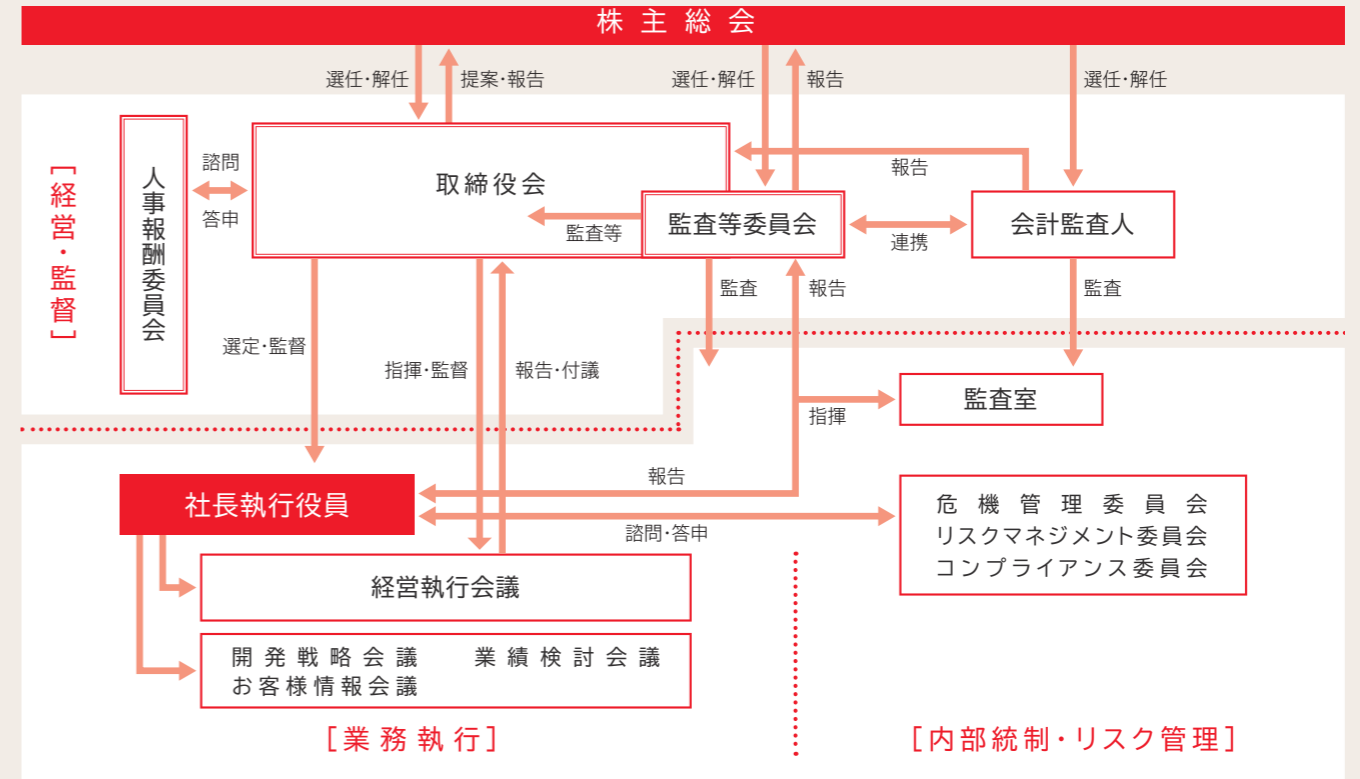 株主総会
選任・解任
提案・報告
選任・解任
報告
選任・解任
［経営・監督］
人事報酬委員会
諮問
答申
取締役会
報告
監査等
監査等委員会
連携
会計監査人
監査
報告
監査
選定・監督
指揮・監督
報告・付議
監査室
指揮
報告
社長執行役員
諮問・答申
危機管理委員会
リスクマネジメント委員会
コンプライアンス委員会
経営執行会議
開発戦略会議 業績検討会議
お客様情報会議
［業務執行］
［内部統制・リスク管理］